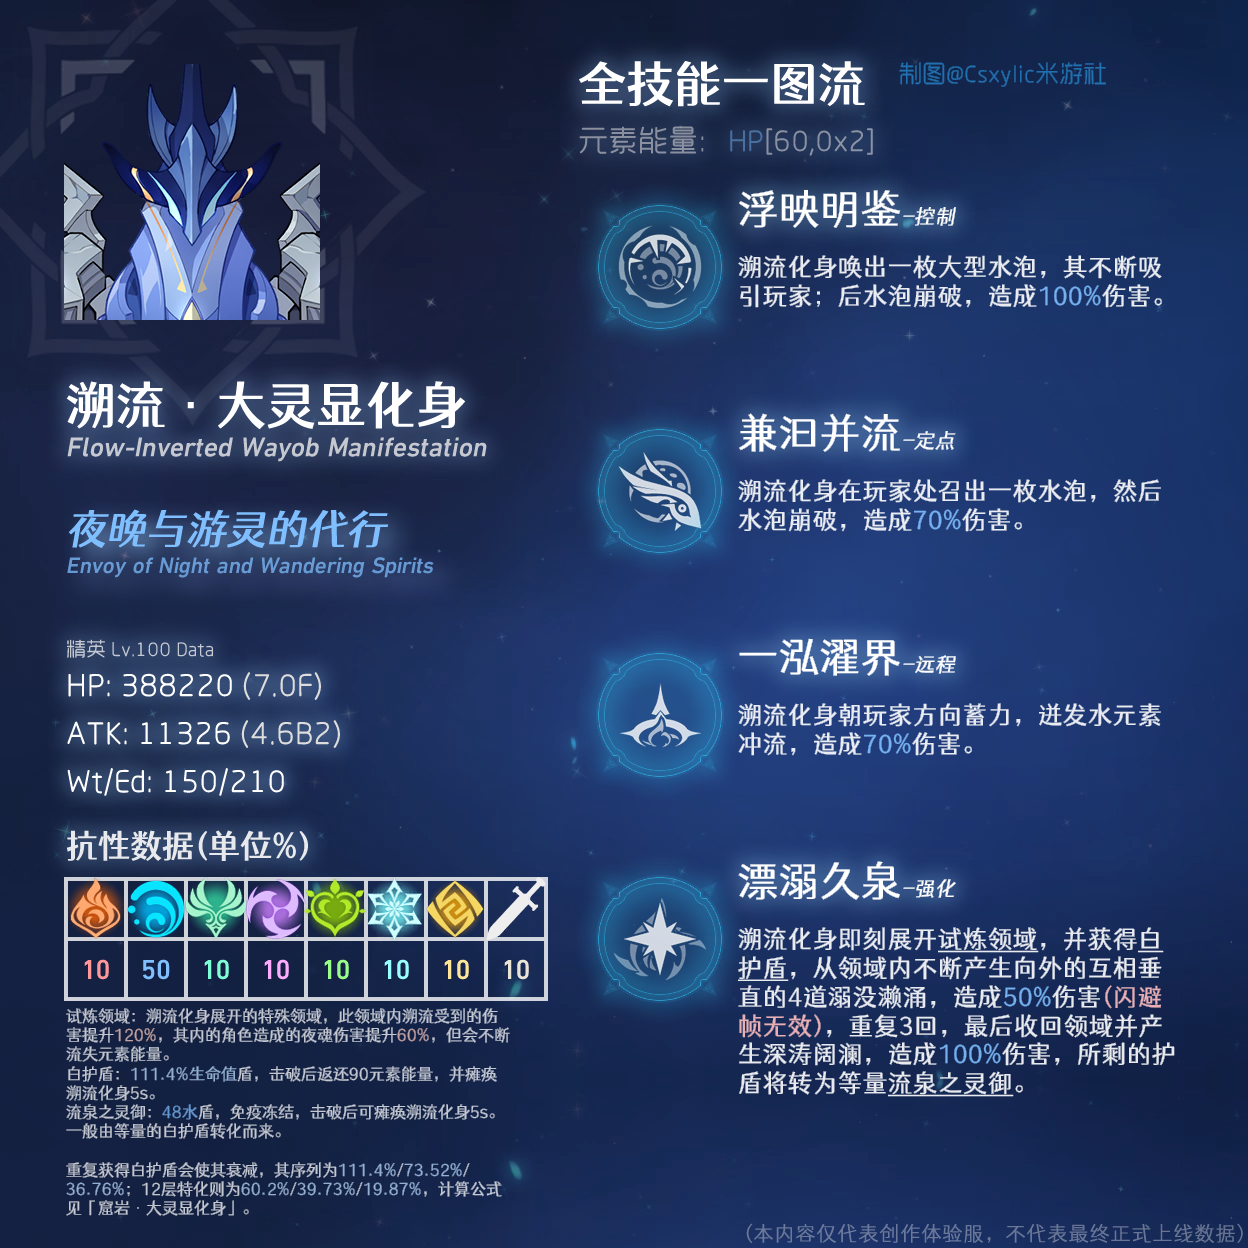 全技能一图流
制图@Csxylic米游社
元素能量: HP[60,0x2]
溯流·大灵显化身
Flow-Inverted Wayob Manifestation
夜晚与游灵的代行
Envoy of Night and Wandering Spirits
精英 Lv.100 Data
HP: 388220 (7.0F)
ATK: 11326 (4.6B2)
Wt/Ed: 150/210
抗性数据(单位%)
10 50 10 10 10 10 10 10
试炼领域：溯流化身展开的特殊领域，此领域内溯流受到的伤
害提升120%，其内的角色造成的夜魂伤害提升60%，但会不断
流失元素能量。
白护盾：111.4%生命值盾，击破后返还90元素能量，并瘫痪
溯流化身5s。
流泉之灵御：48水盾，免疫冻结，击破后可瘫痪溯流化身5s。
一般由等量的白护盾转化而来。
重复获得白护盾会使其衰减，其序列为111.4%/73.52%/
36.76%；12层特化则为60.2%/39.73%/19.87%，计算公式
见「窟岩·大灵显化身」。
浮映明鉴-控制
溯流化身唤出一枚大型水泡，其不断吸
引玩家；后水泡崩破，造成100%伤害。
兼汩并流-定点
溯流化身在玩家处召出一枚水泡，然后
水泡崩破，造成70%伤害。
一泓濯界-远程
溯流化身朝玩家方向蓄力，迸发水元素
冲流，造成70%伤害。
漂溺久泉-强化
溯流化身即刻展开试炼领域，并获得白
护盾，从领域内不断产生向外的互相垂
直的4道溺没濑涌，造成50%伤害(闪避
帧无效)，重复3回，最后收回领域并产
生深涛阔澜，造成100%伤害，所剩的护
盾将转为等量流泉之灵御。
(本内容仅代表创作体验服，不代表最终正式上线数据)